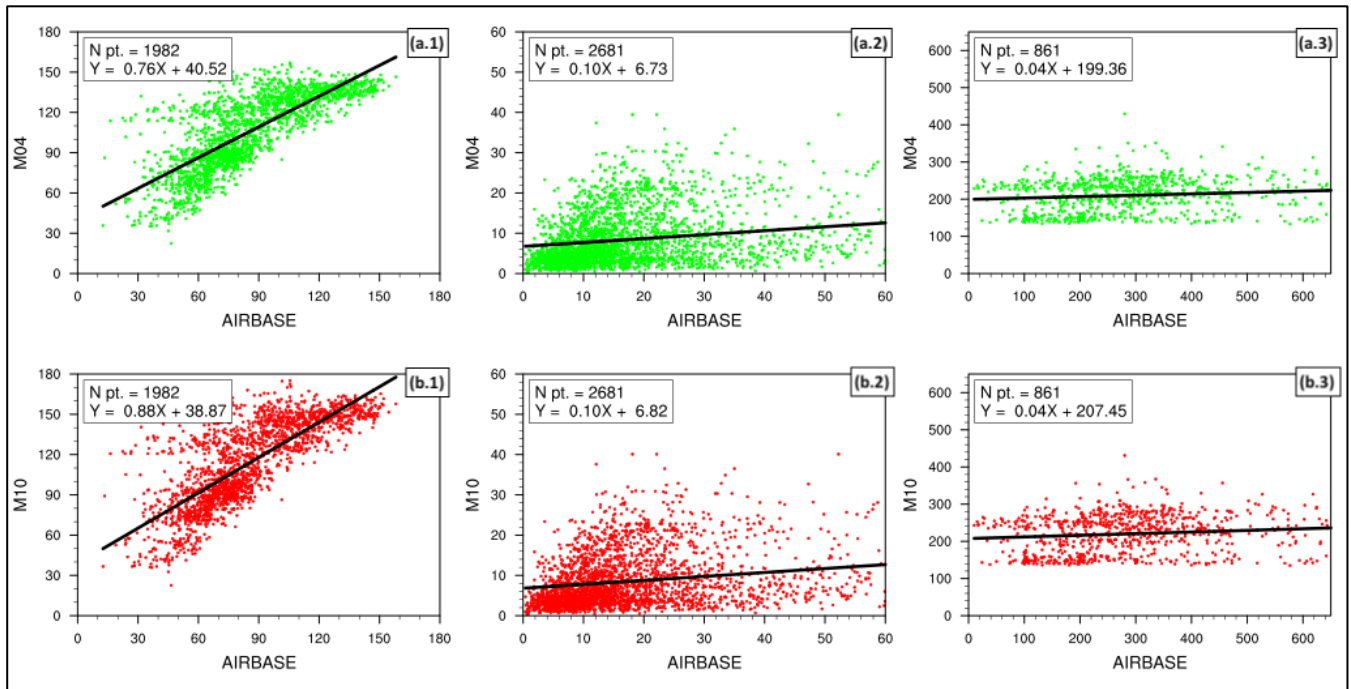 (a.1)
N pt. = 1982
Y = 0.76X + 40.52
180
150
120
90
60
30
0
M04
0 30 60 90 120 150 180
AIRBASE
(a.2)
N pt. = 2681
Y = 0.10X + 6.73
60
50
40
30
20
10
0
M04
0 10 20 30 40 50 60
AIRBASE
(a.3)
N pt. = 861
Y = 0.04X + 199.36
600
500
400
300
200
100
0
M04
100 200 300 400 500 600
AIRBASE
(b.1)
N pt. = 1982
Y = 0.88X + 38.87
180
150
120
90
60
30
0
M10
0 30 60 90 120 150 180
AIRBASE
(b.2)
N pt. = 2681
Y = 0.10X + 6.82
60
50
40
30
20
10
0
M10
0 10 20 30 40 50 60
AIRBASE
(b.3)
N pt. = 861
Y = 0.04X + 207.45
600
500
400
300
200
100
0
M10
100 200 300 400 500 600
AIRBASE